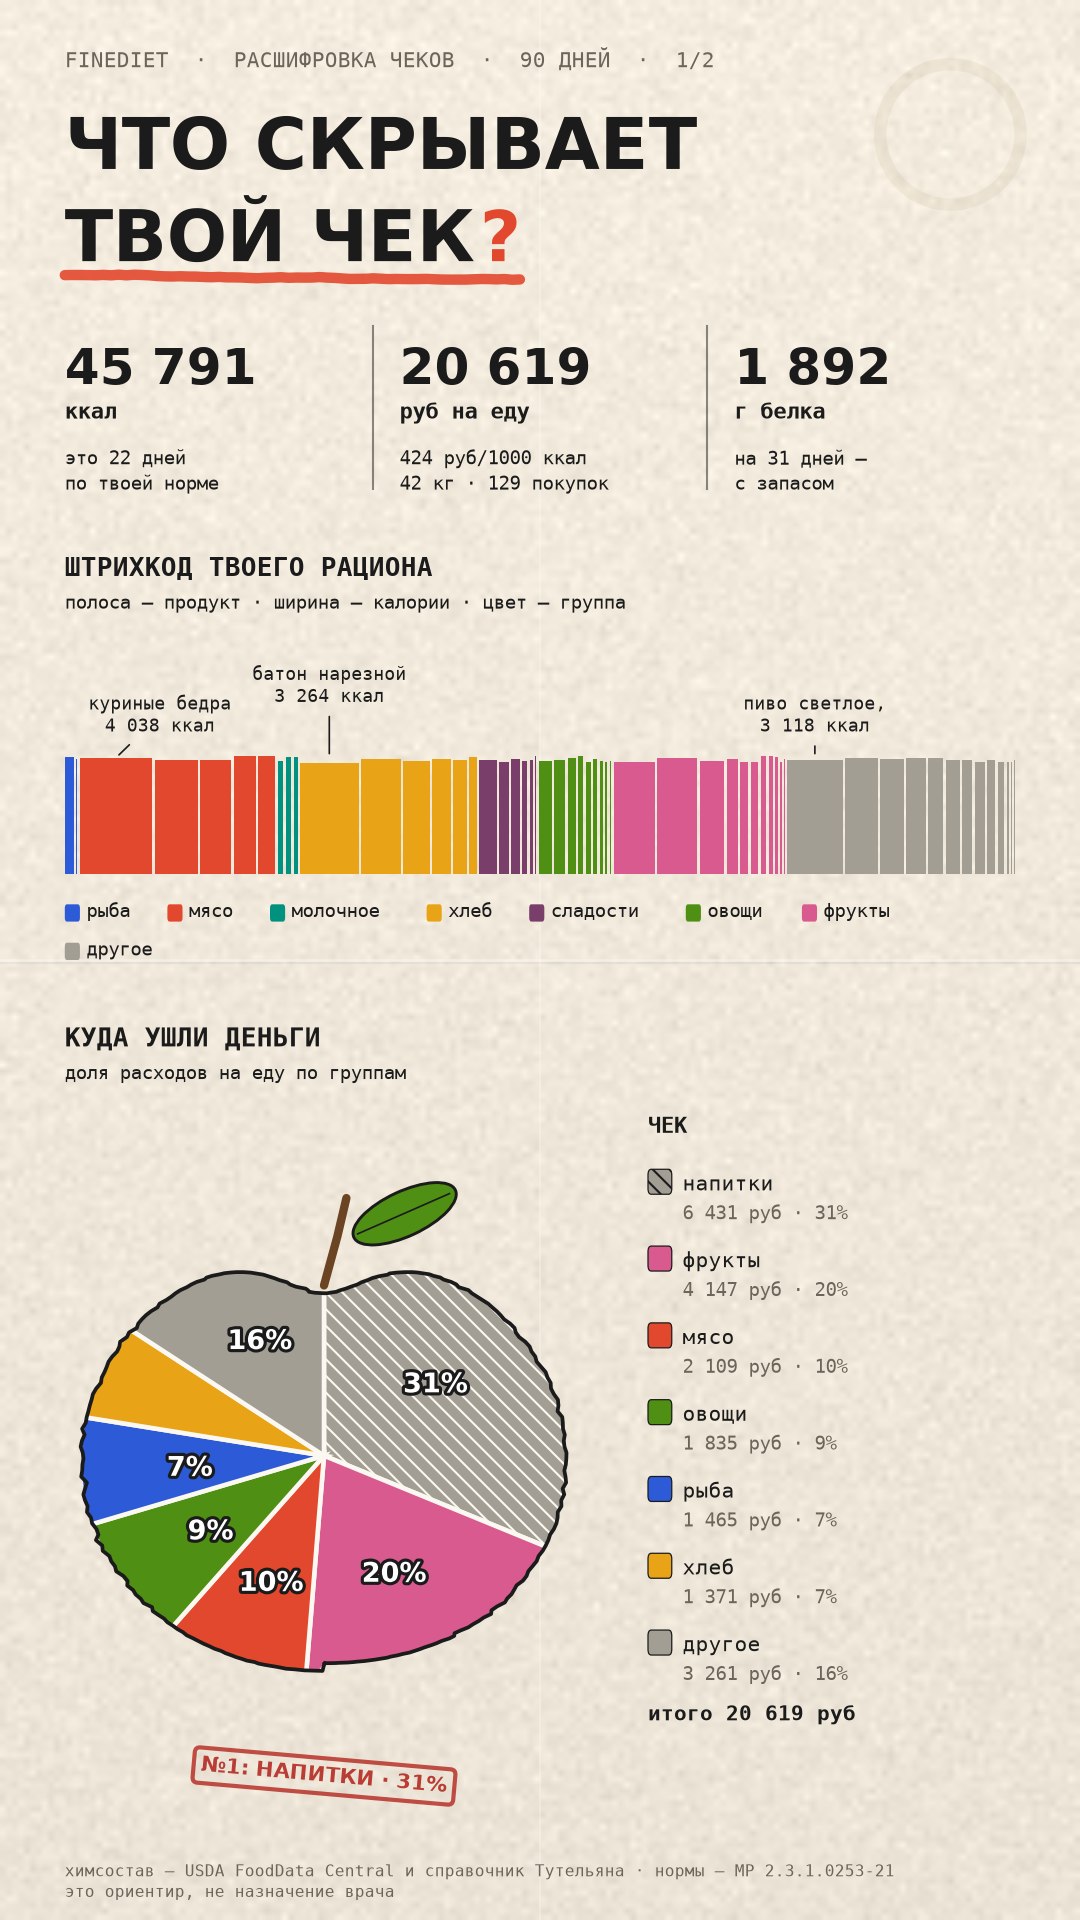 FINEDIET · РАСШИФРОВКА ЧЕКОВ · 90 ДНЕЙ · 1/2
ЧТО СКРЫВАЕТ
ТВОЙ ЧЕК?
45 791
ккал
это 22 дней
по твоей норме
20 619
руб на еду
424 руб/1000 ккал
42 кг · 129 покупок
1 892
г белка
на 31 дней —
с запасом
ШТРИХКОД ТВОЕГО РАЦИОНА
полоса — продукт · ширина — калории · цвет — группа
куриные бедра
4 038 ккал
батон нарезной
3 264 ккал
пиво светлое,
3 118 ккал
рыба
мясо
молочное
хлеб
сладости
овощи
фрукты
другое
КУДА УШЛИ ДЕНЬГИ
доля расходов на еду по группам
16%
31%
7%
9%
10%
20%
ЧЕК
напитки
6 431 руб · 31%
фрукты
4 147 руб · 20%
мясо
2 109 руб · 10%
овощи
1 835 руб · 9%
рыба
1 465 руб · 7%
хлеб
1 371 руб · 7%
другое
3 261 руб · 16%
итого 20 619 руб
№1: НАПИТКИ · 31%
химсостав — USDA FoodData Central и справочник Тутельяна · нормы — МР 2.3.1.0253-21
это ориентир, не назначение врача